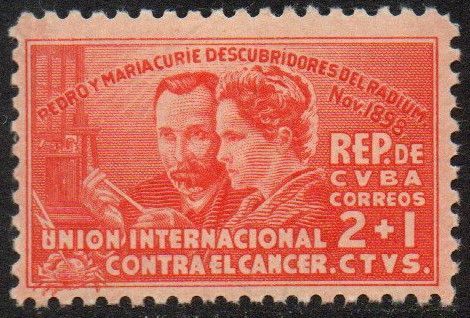 PEDRO Y MARIA CURIE DESCUBRIDORES DEL RADIUM
Nov. 1898
REP. DE
CVBA
CORREOS
2+1
CTVS.
UNION INTERNACIONAL
CONTRA EL CANCER.